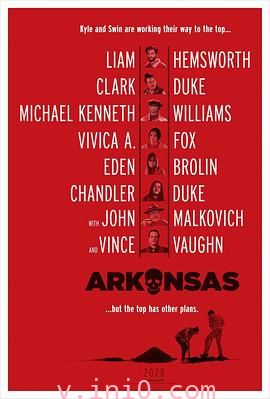 Kyle and Swin are working their way to the top...
LIAM HEMSWORTH
CLARK DUKE
MICHAEL KENNETH WILLIAMS
VIVICA A. FOX
EDEN BROLIN
CHANDLER DUKE
WITH JOHN MALKOVICH
AND VINCE VAUGHN
ARKANSAS
...but the top has other plans.
2020
v.ini0.com